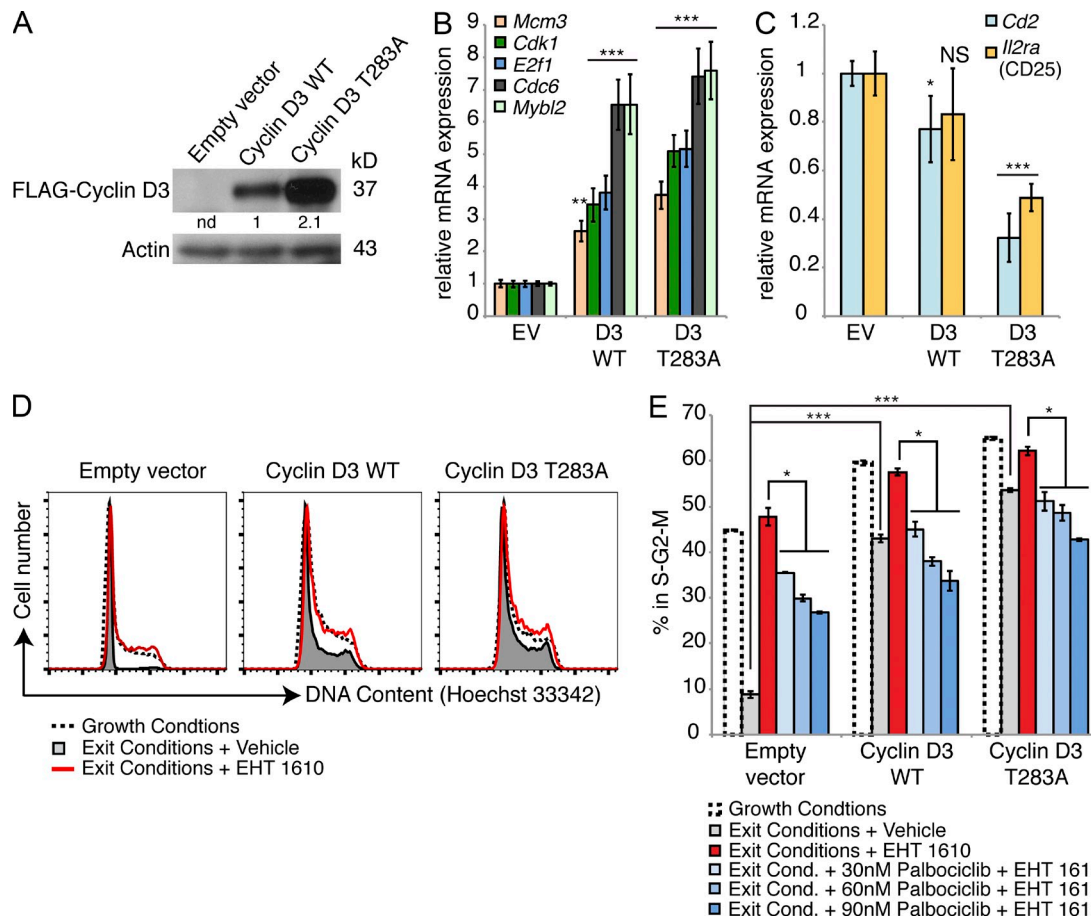 A
Empty vector
Cyclin D3 WT
Cyclin D3 T283A
kD
FLAG-Cyclin D3
37
nd
1
2.1
Actin
43
B
relative mRNA expression
9
8
7
6
5
4
3
2
1
0
Mcm3
Cdk1
E2f1
Cdc6
Mybl2
**
***
***
EV
D3
WT
D3
T283A
C
relative mRNA expression
1.2
1
0.8
0.6
0.4
0.2
0
Cd2
Il2ra
(CD25)
*
NS
***
EV
D3
WT
D3
T283A
D
Empty vector
Cyclin D3 WT
Cyclin D3 T283A
Cell number
DNA Content (Hoechst 33342)
Growth Conditions
Exit Conditions + Vehicle
Exit Conditions + EHT 1610
E
% in S-G2-M
70
60
50
40
30
20
10
0
***
***
*
*
*
Empty
vector
Cyclin D3
WT
Cyclin D3
T283A
Growth Condtions
Exit Conditions + Vehicle
Exit Conditions + EHT 1610
Exit Cond. + 30nM Palbociclib + EHT 161
Exit Cond. + 60nM Palbociclib + EHT 161
Exit Cond. + 90nM Palbociclib + EHT 161